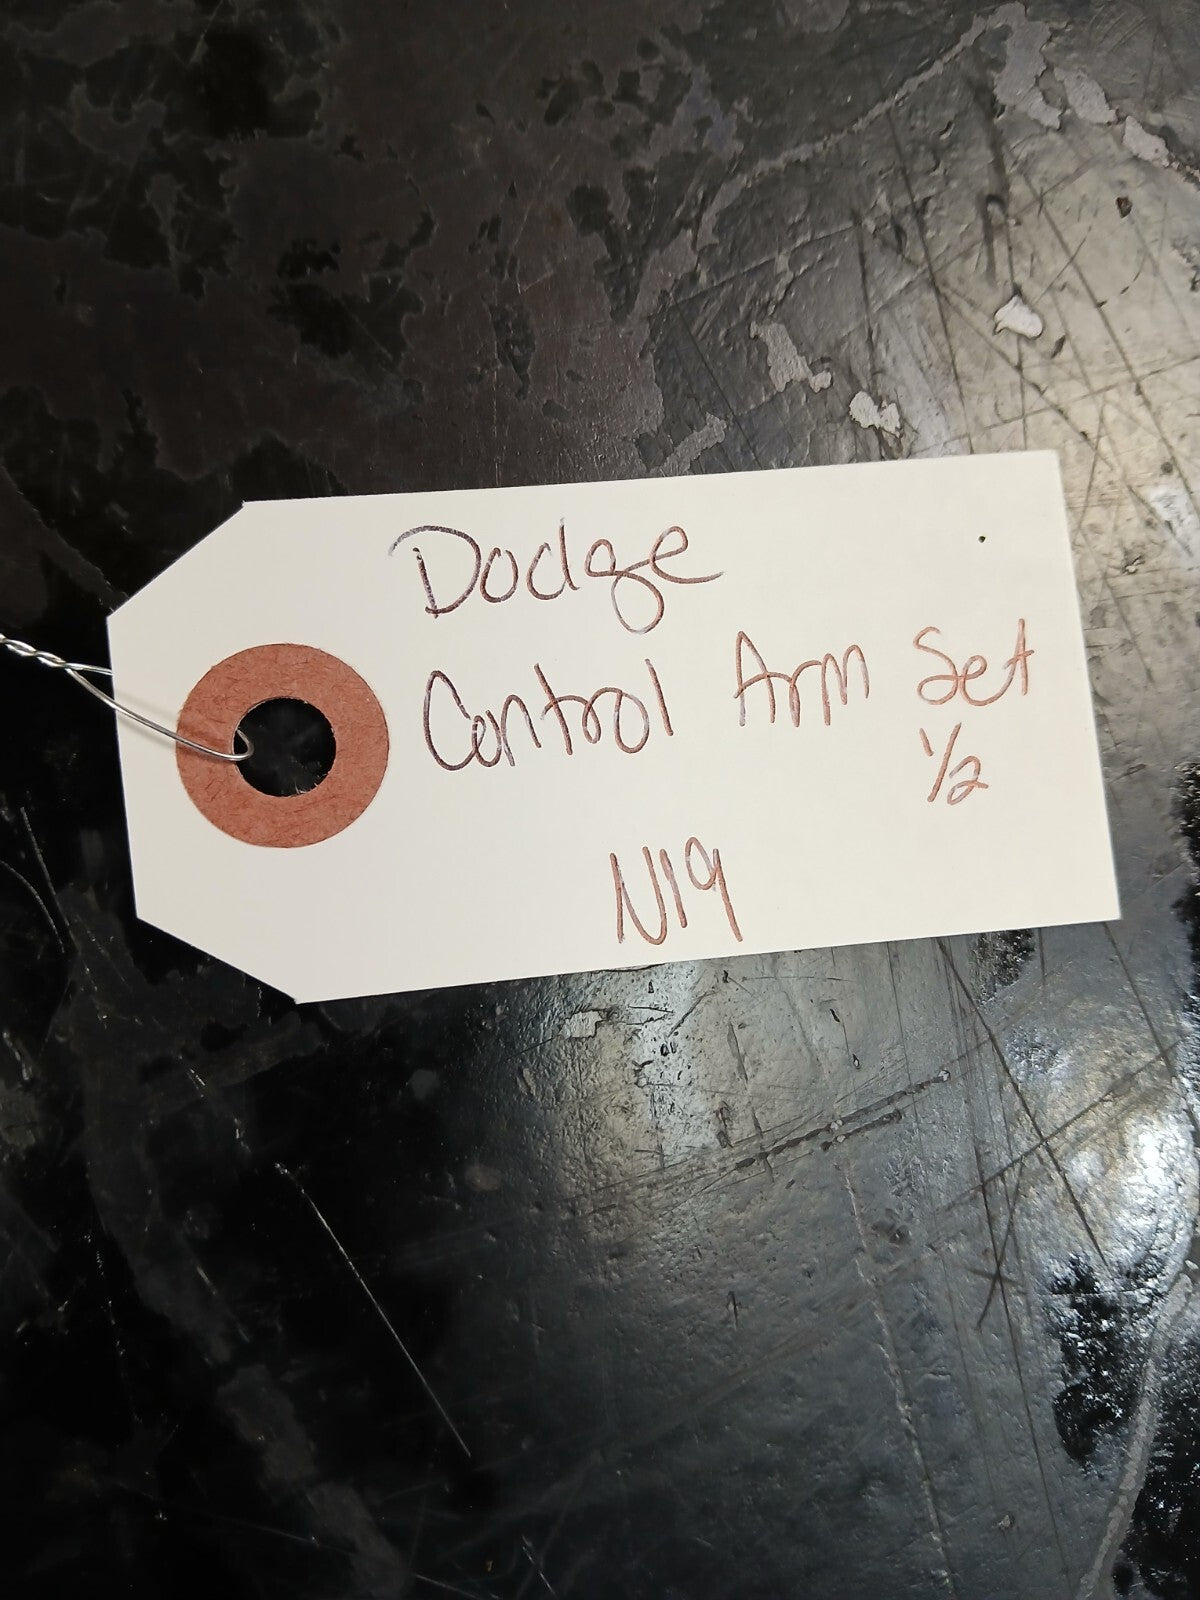 Dodge
Control Arm Set
1/2
N19